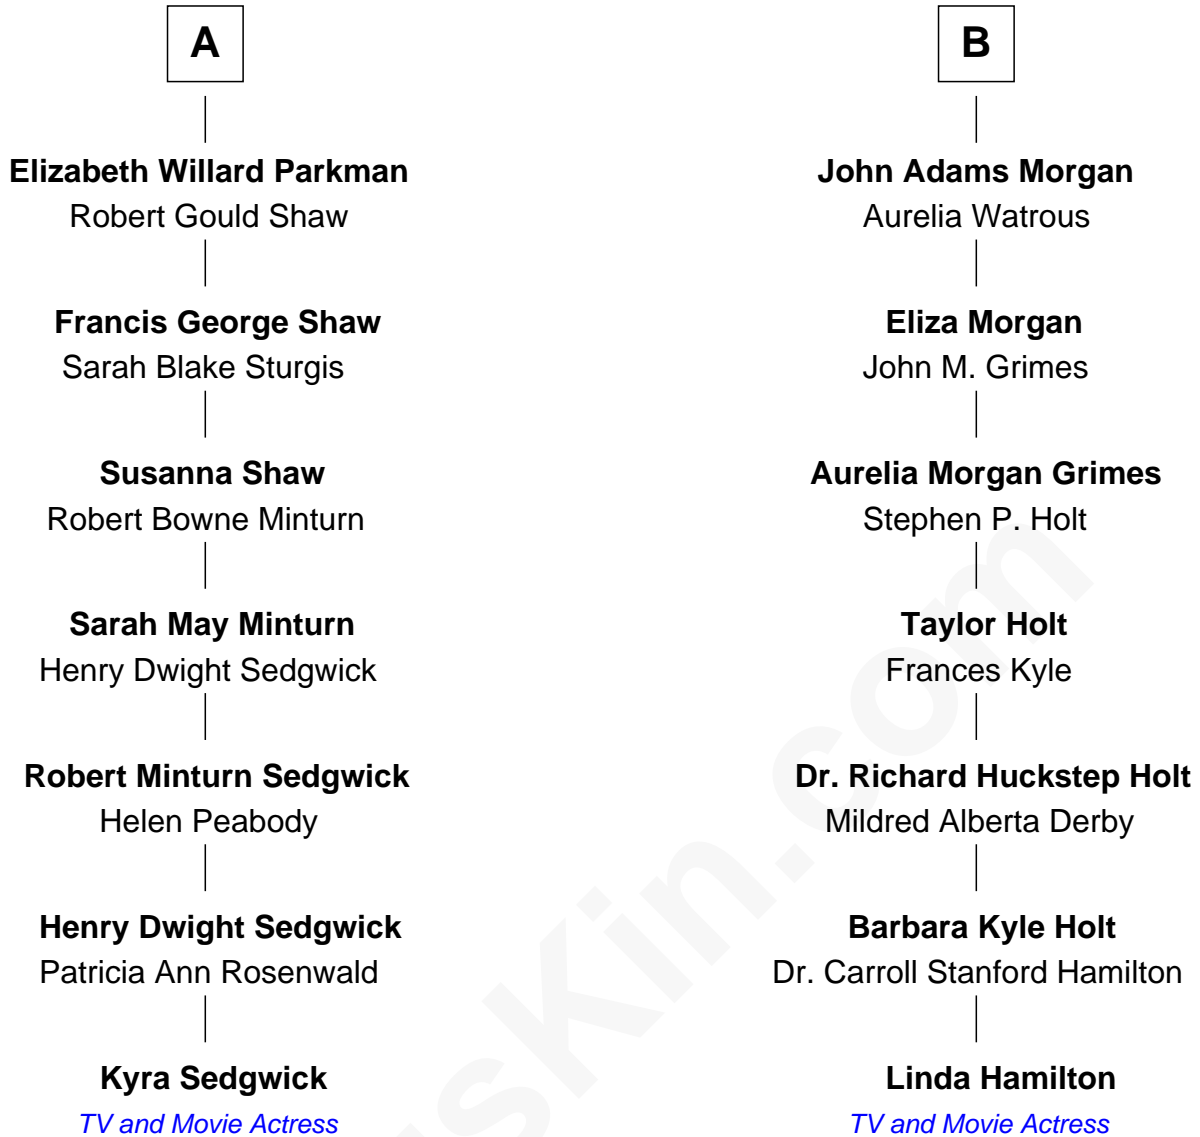 A
Elizabeth Willard Parkman
Robert Gould Shaw
Francis George Shaw
Sarah Blake Sturgis
Susanna Shaw
Robert Bowne Minturn
Sarah May Minturn
Henry Dwight Sedgwick
Robert Minturn Sedgwick
Helen Peabody
Henry Dwight Sedgwick
Patricia Ann Rosenwald
Kyra Sedgwick
TV and Movie Actress
B
John Adams Morgan
Aurelia Watrous
Eliza Morgan
John M. Grimes
Aurelia Morgan Grimes
Stephen P. Holt
Taylor Holt
Frances Kyle
Dr. Richard Huckstep Holt
Mildred Alberta Derby
Barbara Kyle Holt
Dr. Carroll Stanford Hamilton
Linda Hamilton
TV and Movie Actress
sKin.com